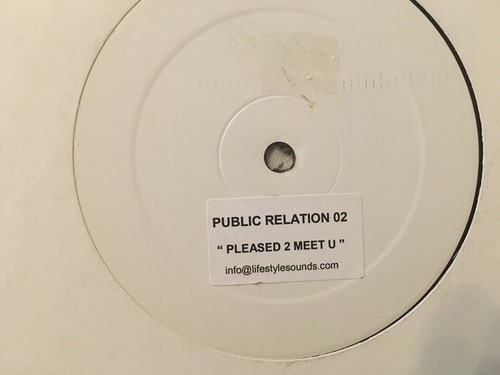 PUBLIC RELATION 02
“ PLEASED 2 MEET U ”
info@lifestylesounds.com